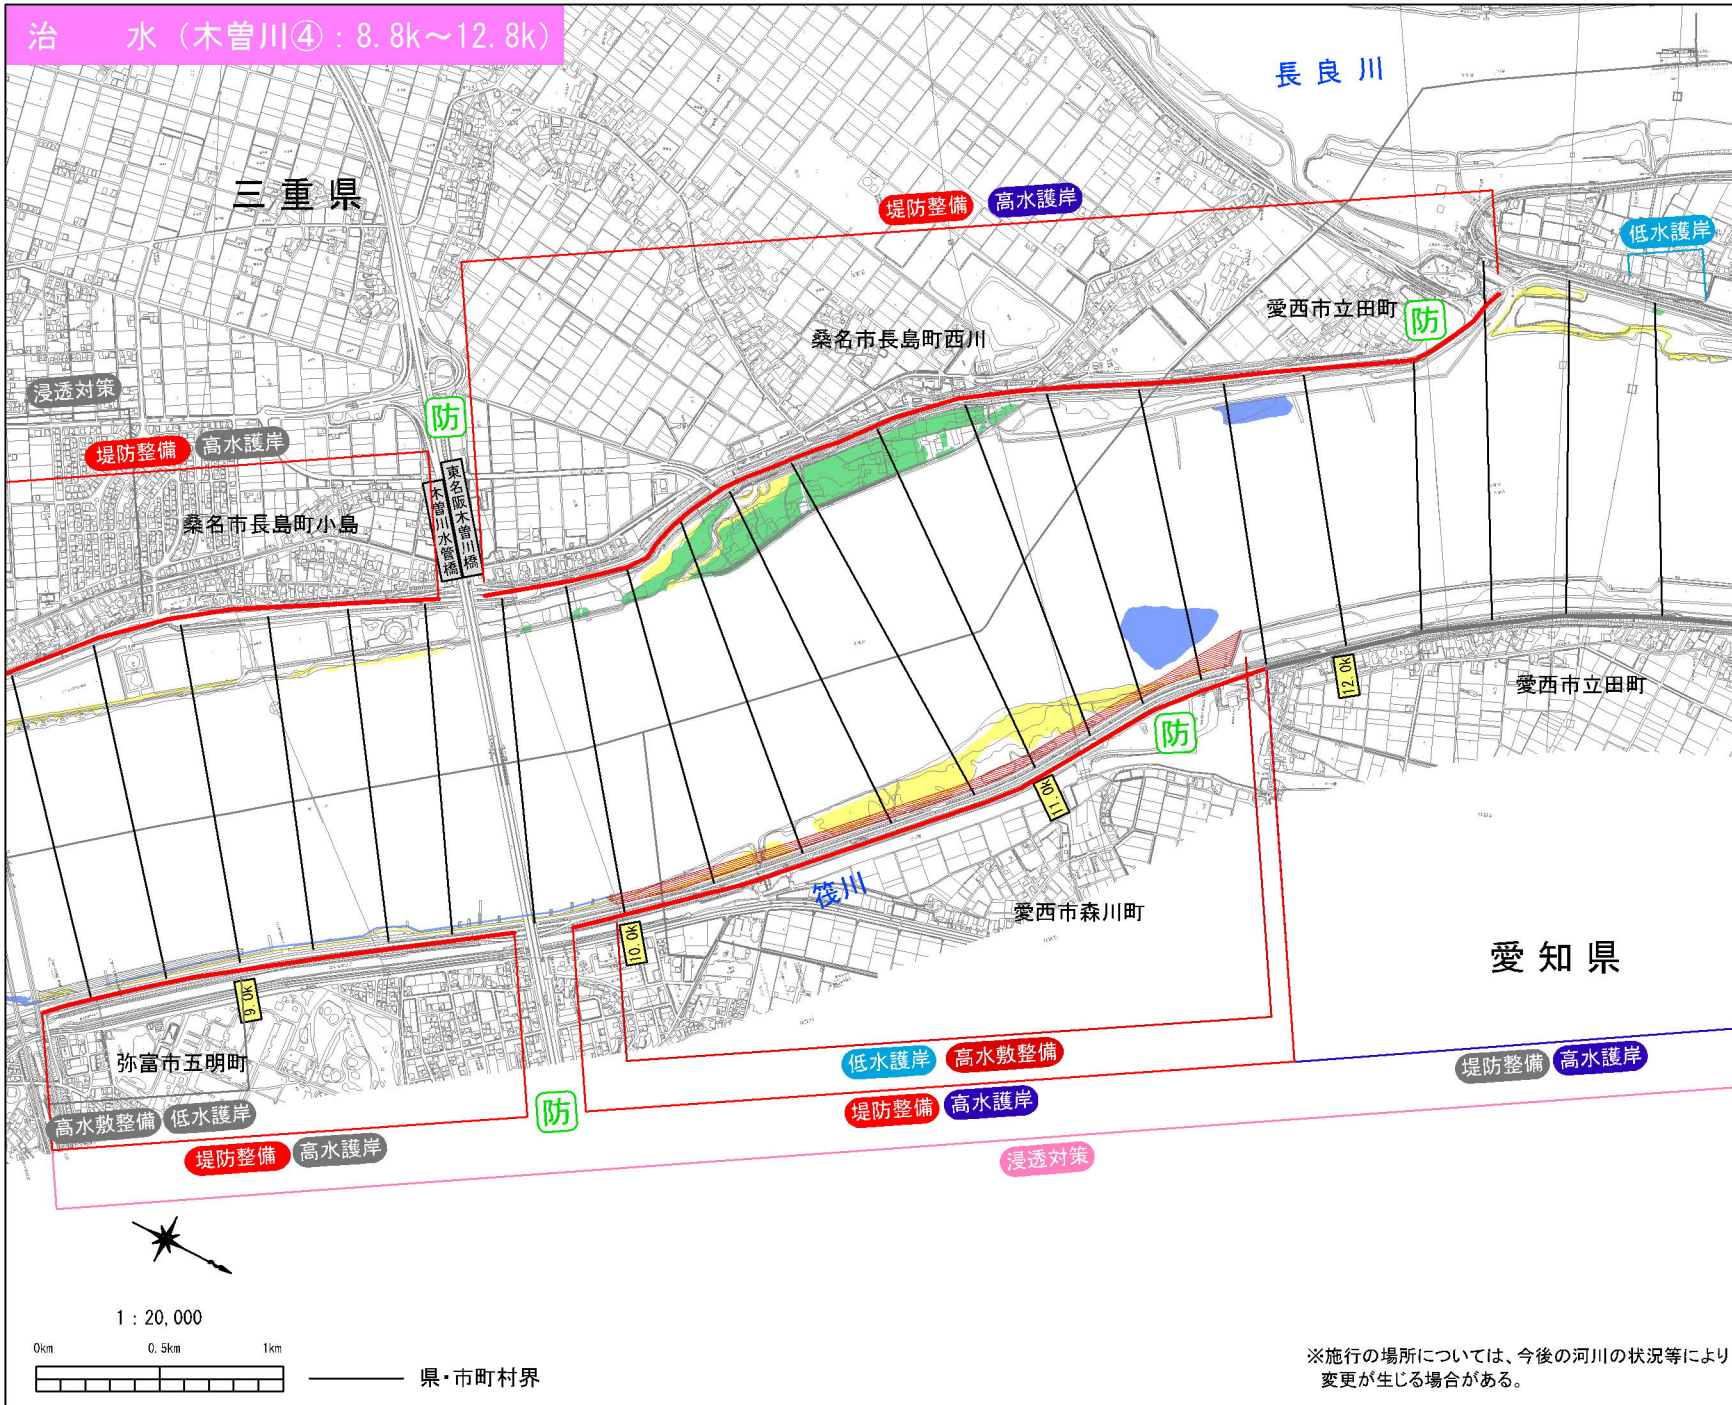 治　水（木曽川④：8.8k～12.8k）
長良川
三重県
堤防整備 高水護岸
低水護岸
愛西市立田町
防
桑名市長島町西川
浸透対策
防
堤防整備 高水護岸
東名阪木曽川橋
木曽川水管橋
桑名市長島町小島
12.0k
愛西市立田町
防
11.0k
筏川
愛西市森川町
10.0k
愛知県
9.0k
弥富市五明町
低水護岸 高水敷整備
堤防整備 高水護岸
高水敷整備 低水護岸
防
堤防整備 高水護岸
堤防整備 高水護岸
浸透対策
1：20,000
0km 0.5km 1km
県・市町村界
※施行の場所については、今後の河川の状況等により
変更が生じる場合がある。